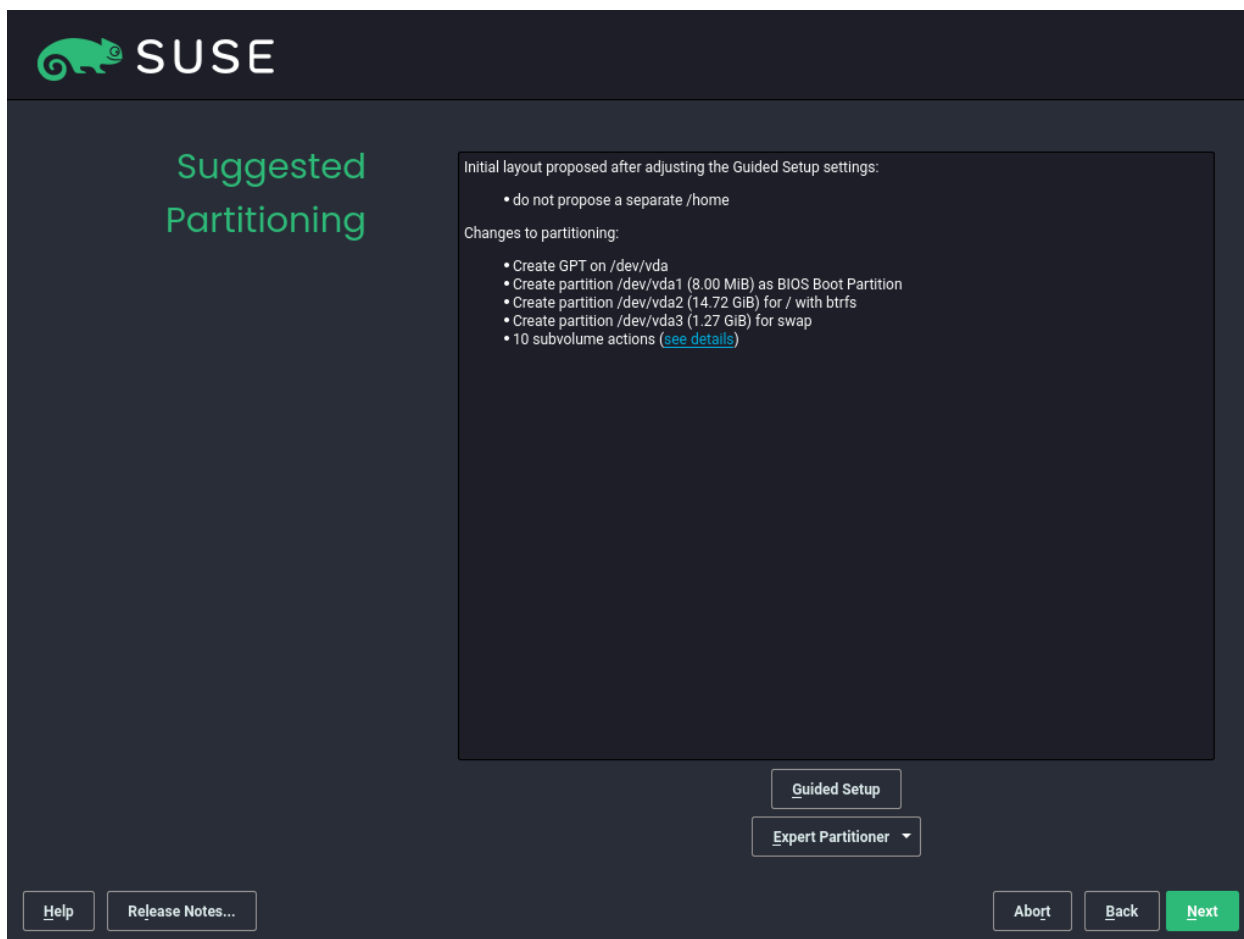 SUSE
Suggested
Partitioning
Initial layout proposed after adjusting the Guided Setup settings:
• do not propose a separate /home
Changes to partitioning:
• Create GPT on /dev/vda
• Create partition /dev/vda1 (8.00 MiB) as BIOS Boot Partition
• Create partition /dev/vda2 (14.72 GiB) for / with btrfs
• Create partition /dev/vda3 (1.27 GiB) for swap
• 10 subvolume actions (see details)
Guided Setup
Expert Partitioner
Help
Release Notes...
Abort
Back
Next